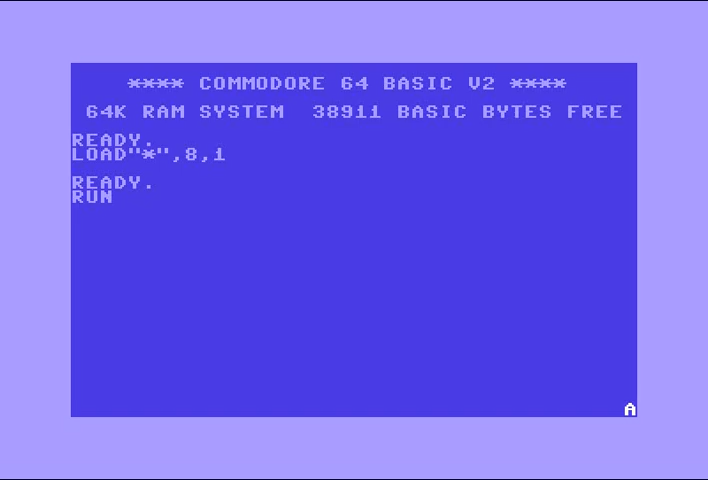 **** COMMODORE 64 BASIC V2 ****
64K RAM SYSTEM  38911 BASIC BYTES FREE
READY.
LOAD"*",8,1
READY.
RUN
A